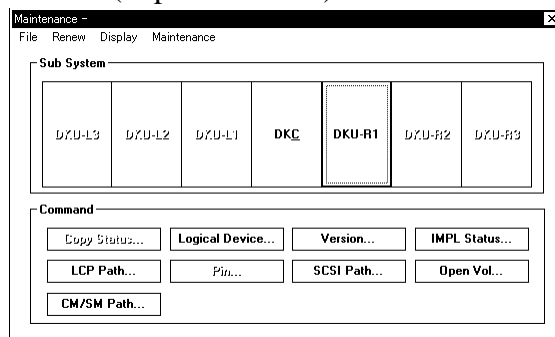 Maintenance -
File Renew Display Maintenance
Sub System
DKU-L3 DKU-L2 DKU-L1 DKC DKU-R1 DKU-R2 DKU-R3
Command
Copy Status... Logical Device... Version... IMPL Status...
LCP Path... Pin... SCSI Path... Open Vol...
CM/SM Path...